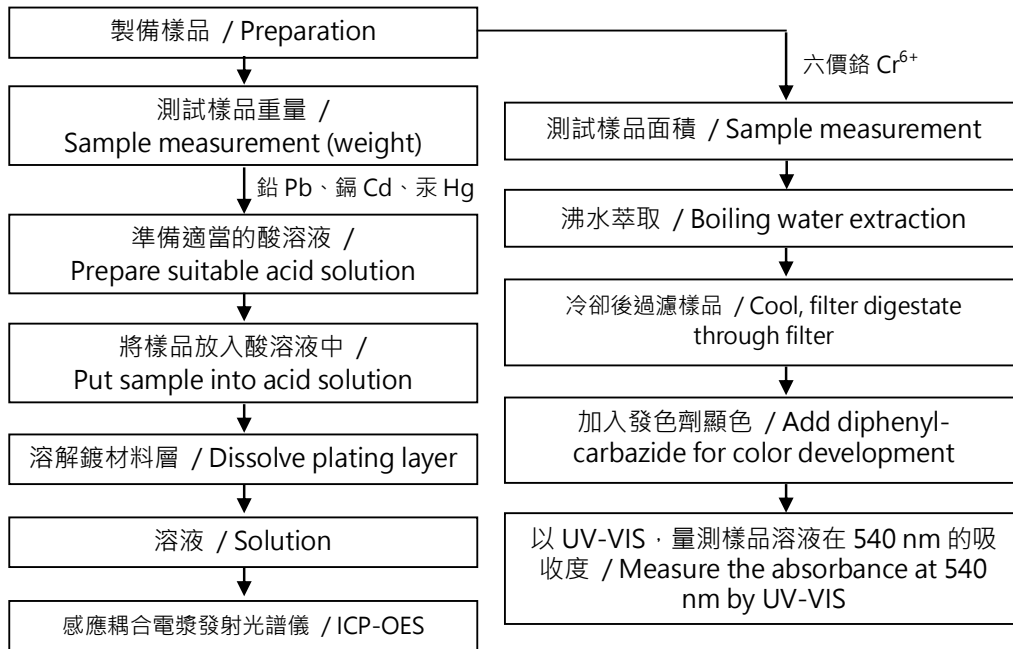 製備樣品 / Preparation
測試樣品重量 /
Sample measurement (weight)
鉛 Pb、鎘 Cd、汞 Hg
準備適當的酸溶液 /
Prepare suitable acid solution
將樣品放入酸溶液中 /
Put sample into acid solution
溶解鍍材料層 / Dissolve plating layer
溶液 / Solution
感應耦合電漿發射光譜儀 / ICP-OES
六價鉻 Cr⁶⁺
測試樣品面積 / Sample measurement
沸水萃取 / Boiling water extraction
冷卻後過濾樣品 / Cool, filter digestate
through filter
加入發色劑顯色 / Add diphenyl-
carbazide for color development
以 UV-VIS，量測樣品溶液在 540 nm 的吸
收度 / Measure the absorbance at 540
nm by UV-VIS